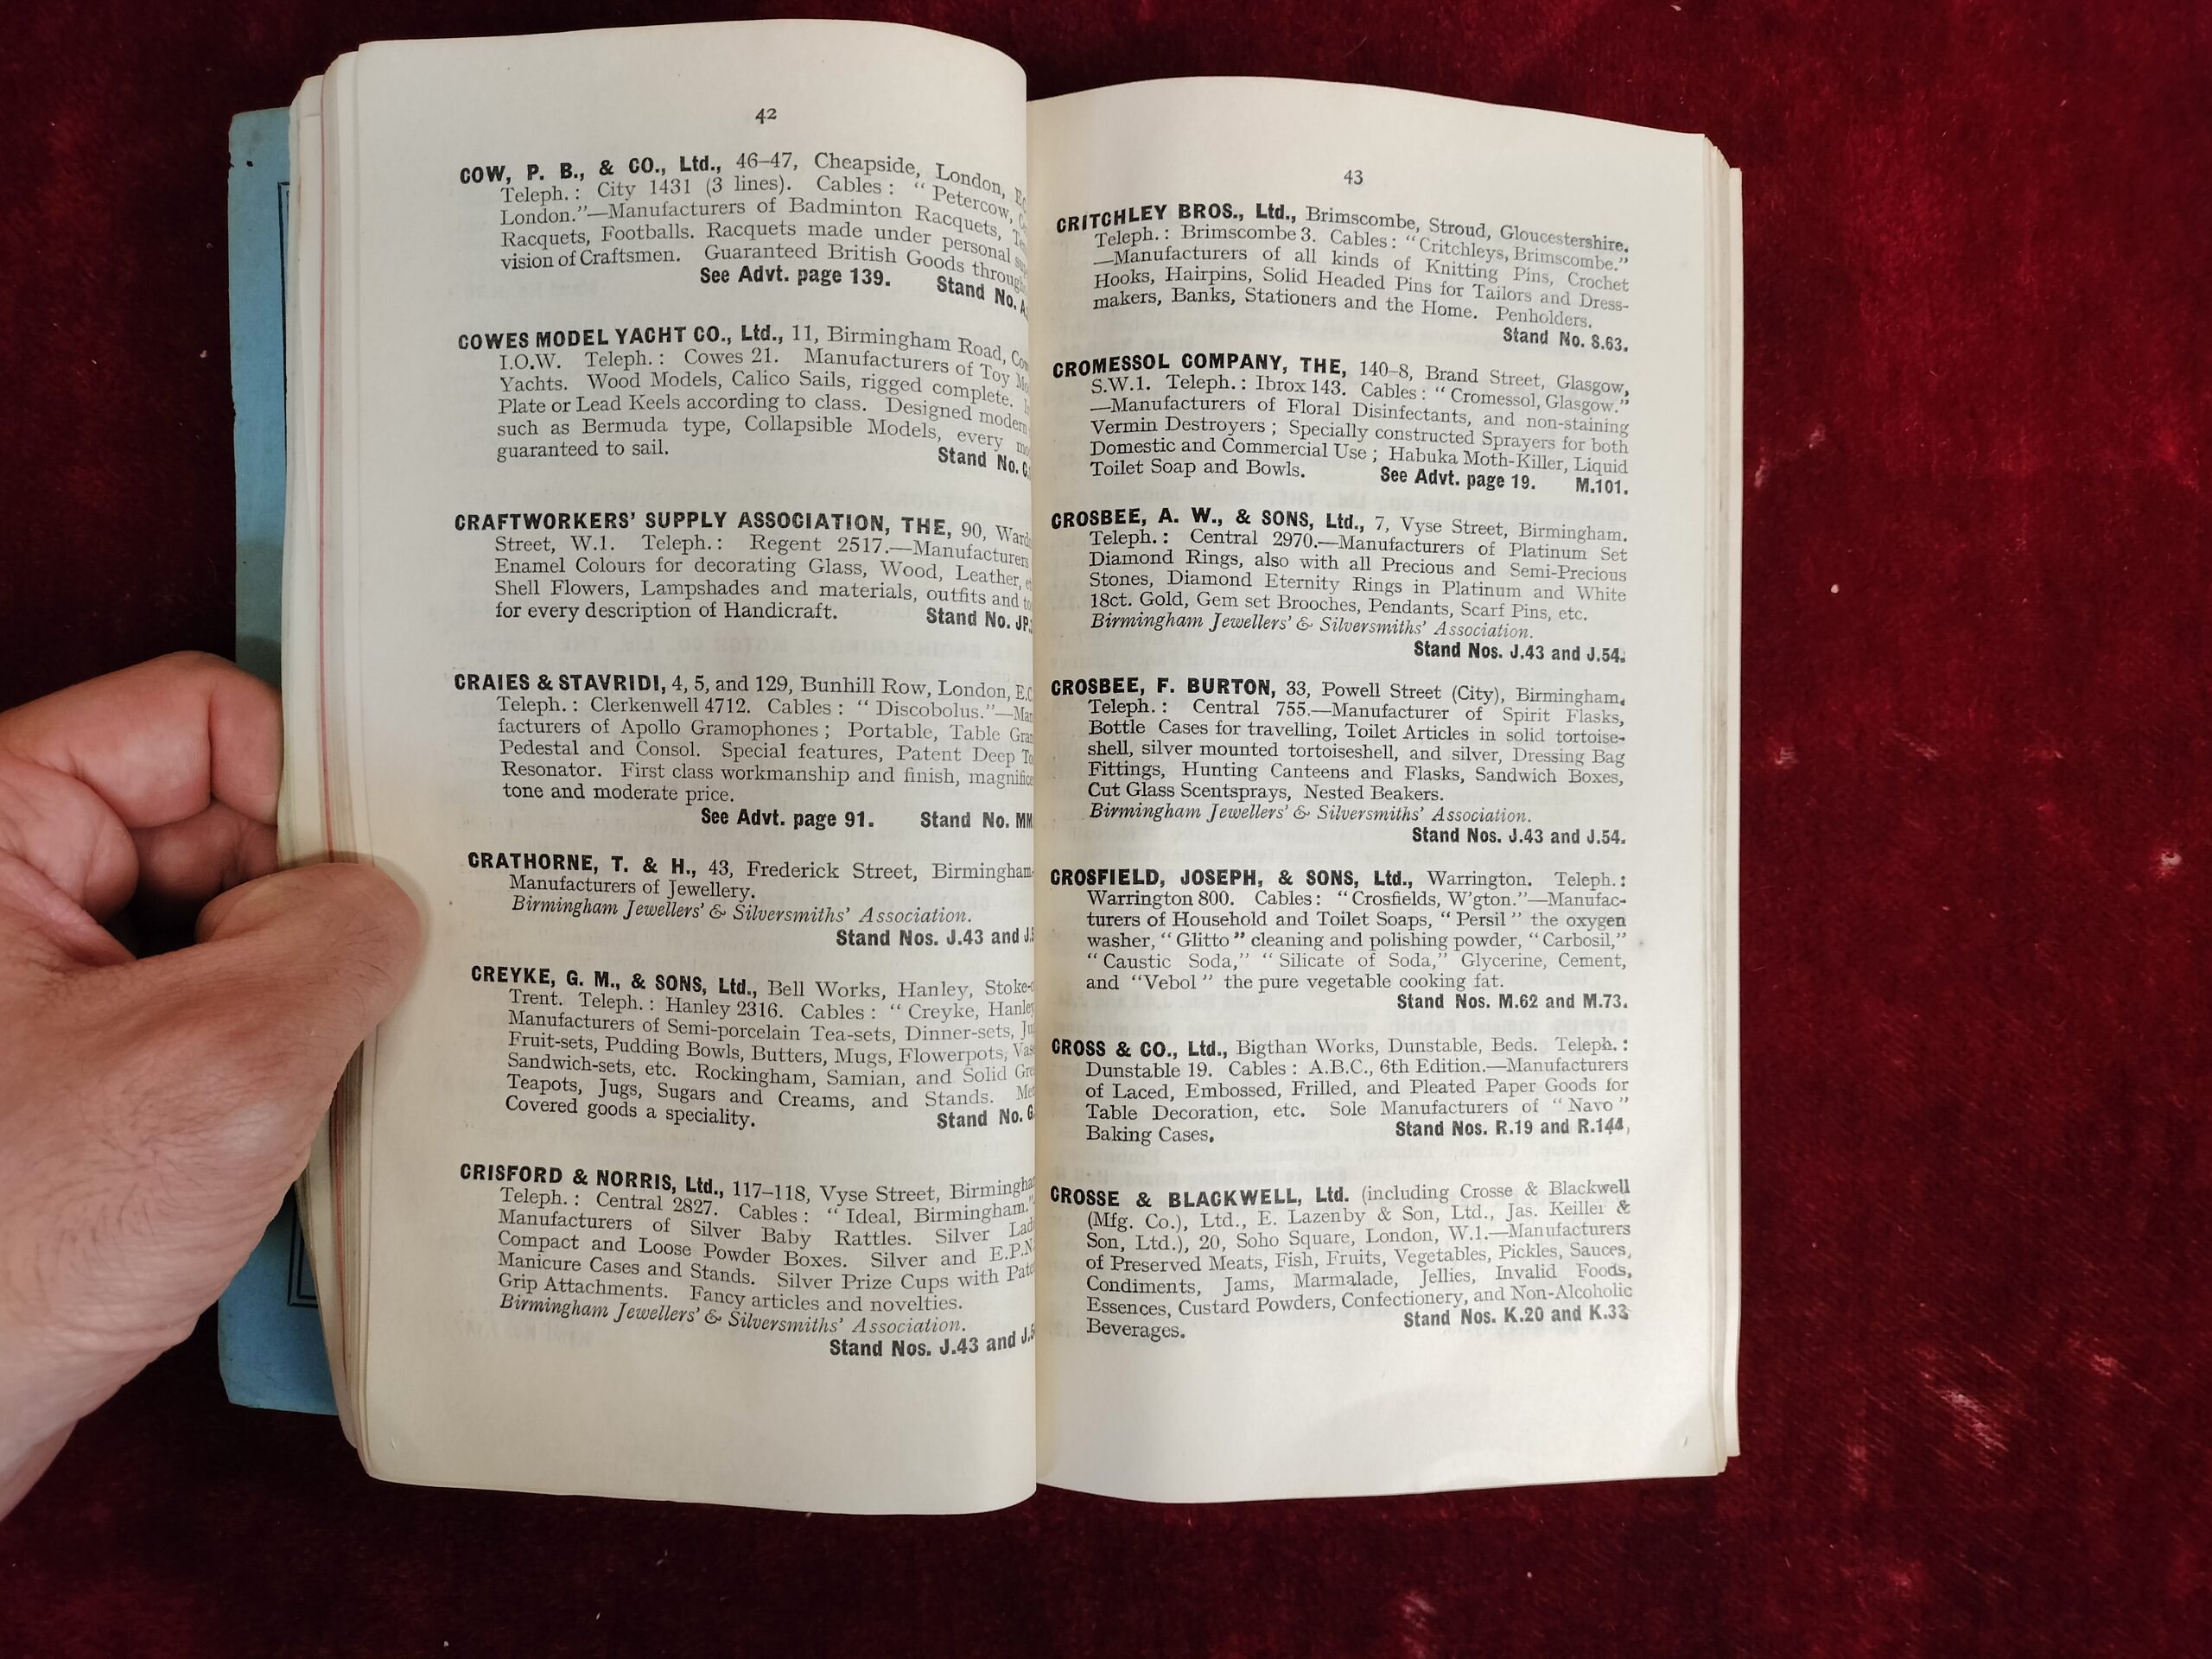 42
COW, P. B., & CO., Ltd., 46–47, Cheapside, London,
Teleph.: City 1431 (3 lines). Cables: “Petercow,
London.”—Manufacturers of Badminton Racquets,
Racquets, Footballs. Racquets made under personal
vision of Craftsmen. Guaranteed British Goods
See Advt. page 139. Stand No.
COWES MODEL YACHT CO., Ltd., 11, Birmingham Road,
I.O.W. Teleph.: Cowes 21. Manufacturers of Toy
Yachts. Wood Models, Calico Sails, rigged complete.
Plate or Lead Keels according to class. Designed modern
such as Bermuda type, Collapsible Models, every
guaranteed to sail. Stand No.
CRAFTWORKERS’ SUPPLY ASSOCIATION, THE, 90,
Street, W.1. Teleph.: Regent 2517.—Manufacturers
Enamel Colours for decorating Glass, Wood, Leather,
Shell Flowers, Lampshades and materials, outfits and
for every description of Handicraft. Stand No.
CRAIES & STAVRIDI, 4, 5, and 129, Bunhill Row, London,
Teleph.: Clerkenwell 4712. Cables: “Discobolus.”—
facturers of Apollo Gramophones; Portable, Table
Pedestal and Consol. Special features, Patent Deep
Resonator. First class workmanship and finish,
tone and moderate price.
See Advt. page 91. Stand No.
CRATHORNE, T. & H., 43, Frederick Street, Birmingham
Manufacturers of Jewellery.
Birmingham Jewellers’ & Silversmiths’ Association.
Stand Nos. J.43 and
CREYKE, G. M., & SONS, Ltd., Bell Works, Hanley,
Trent. Teleph.: Hanley 2316. Cables: “Creyke,
Manufacturers of Semi-porcelain Tea-sets, Dinner-sets,
Fruit-sets, Pudding Bowls, Butters, Mugs, Flowerpots,
Sandwich-sets, etc. Rockingham, Samian, and Solid
Teapots, Jugs, Sugars and Creams, and Stands.
Covered goods a speciality. Stand No.
CRISFORD & NORRIS, Ltd., 117–118, Vyse Street,
Teleph.: Central 2827. Cables: “Ideal, Birmingham.”
Manufacturers of Silver Baby Rattles. Silver
Compact and Loose Powder Boxes. Silver and
Manicure Cases and Stands. Silver Prize Cups with
Grip Attachments. Fancy articles and novelties.
Birmingham Jewellers’ & Silversmiths’ Association.
Stand Nos. J.43 and
43
CRITCHLEY BROS., Ltd., Brimscombe, Stroud, Gloucestershire.
Teleph.: Brimscombe 3. Cables: “Critchleys, Brimscombe.”
—Manufacturers of all kinds of Knitting Pins, Crochet
Hooks, Hairpins, Solid Headed Pins for Tailors and Dress-
makers, Banks, Stationers and the Home. Penholders.
Stand No. S.63.
CROMESSOL COMPANY, THE, 140–8, Brand Street, Glasgow,
S.W.1. Teleph.: Ibrox 143. Cables: “Cromessol, Glasgow.”
—Manufacturers of Floral Disinfectants, and non-staining
Vermin Destroyers; Specially constructed Sprayers for both
Domestic and Commercial Use; Habuka Moth-Killer, Liquid
Toilet Soap and Bowls. See Advt. page 19. M.101.
CROSBEE, A. W., & SONS, Ltd., 7, Vyse Street, Birmingham.
Teleph.: Central 2970.—Manufacturers of Platinum Set
Diamond Rings, also with all Precious and Semi-Precious
Stones, Diamond Eternity Rings in Platinum and White
18ct. Gold, Gem set Brooches, Pendants, Scarf Pins, etc.
Birmingham Jewellers’ & Silversmiths’ Association.
Stand Nos. J.43 and J.54.
CROSBEE, F. BURTON, 33, Powell Street (City), Birmingham.
Teleph.: Central 755.—Manufacturer of Spirit Flasks,
Bottle Cases for travelling, Toilet Articles in solid tortoise-
shell, silver mounted tortoiseshell, and silver, Dressing Bag
Fittings, Hunting Canteens and Flasks, Sandwich Boxes,
Cut Glass Scentsprays, Nested Beakers.
Birmingham Jewellers’ & Silversmiths’ Association.
Stand Nos. J.43 and J.54.
CROSFIELD, JOSEPH, & SONS, Ltd., Warrington. Teleph.:
Warrington 800. Cables: “Crosfields, W’gton.”—Manufac-
turers of Household and Toilet Soaps, “Persil” the oxygen
washer, “Glitto” cleaning and polishing powder, “Carbosil,”
“Caustic Soda,” “Silicate of Soda,” Glycerine, Cement,
and “Vebol” the pure vegetable cooking fat.
Stand Nos. M.62 and M.73.
CROSS & CO., Ltd., Bigthan Works, Dunstable, Beds. Teleph.:
Dunstable 19. Cables: A.B.C., 6th Edition.—Manufacturers
of Laced, Embossed, Frilled, and Pleated Paper Goods for
Table Decoration, etc. Sole Manufacturers of “Navo”
Baking Cases. Stand Nos. R.19 and R.144.
CROSSE & BLACKWELL, Ltd. (including Crosse & Blackwell
(Mfg. Co.), Ltd., E. Lazenby & Son, Ltd., Jas. Keiller &
Son, Ltd.), 20, Soho Square, London, W.1.—Manufacturers
of Preserved Meats, Fish, Fruits, Vegetables, Pickles, Sauces,
Condiments, Jams, Marmalade, Jellies, Invalid Foods,
Essences, Custard Powders, Confectionery, and Non-Alcoholic
Beverages. Stand Nos. K.20 and K.33